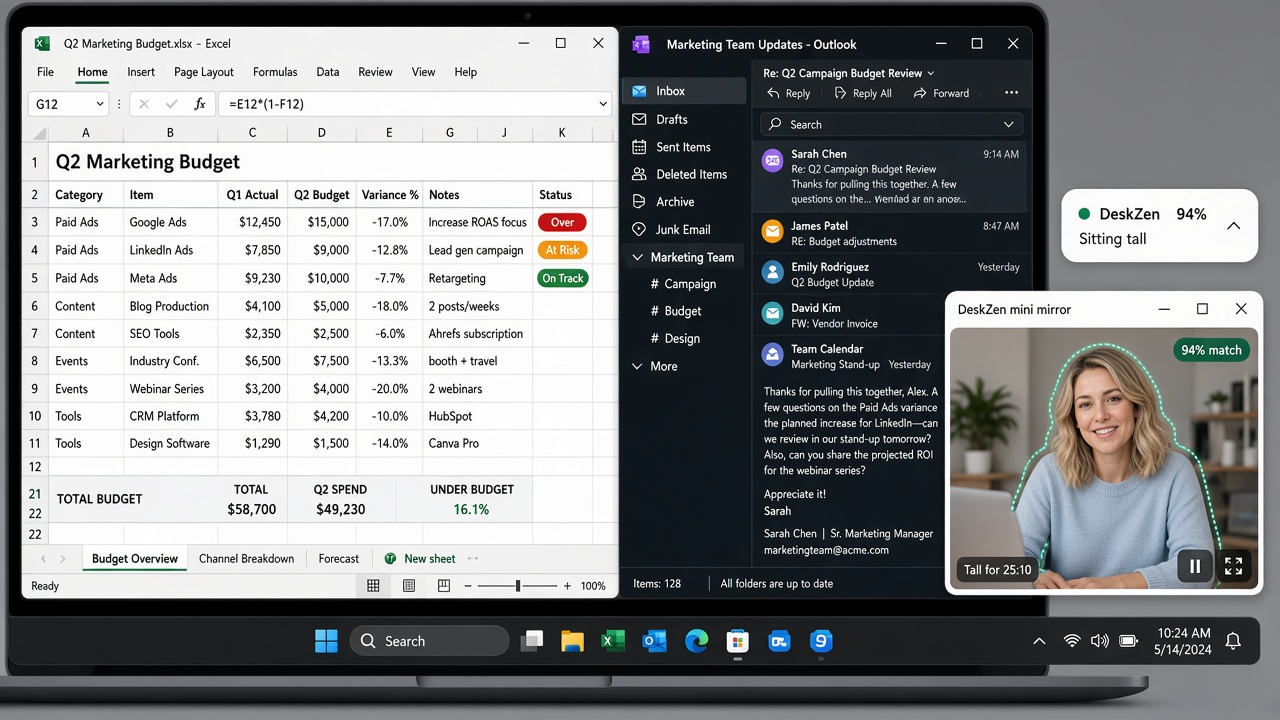 Q2 Marketing Budget.xlsx - Excel
File Home Insert Page Layout Formulas Data Review View Help
G12 fx =E12*(1-F12)
A B C D E G J K
1 Q2 Marketing Budget
2 Category Item Q1 Actual Q2 Budget Variance % Notes Status
3 Paid Ads Google Ads $12,450 $15,000 -17.0% Increase ROAS focus Over
4 Paid Ads LinkedIn Ads $7,850 $9,000 -12.8% Lead gen campaign At Risk
5 Paid Ads Meta Ads $9,230 $10,000 -7.7% Retargeting On Track
6 Content Blog Production $4,100 $5,000 -18.0% 2 posts/weeks
7 Content SEO Tools $2,350 $2,500 -6.0% Ahrefs subscription
8 Events Industry Conf. $6,500 $7,500 -13.3% booth + travel
9 Events Webinar Series $3,200 $4,000 -20.0% 2 webinars
10 Tools CRM Platform $3,780 $4,200 -10.0% HubSpot
11 Tools Design Software $1,290 $1,500 -14.0% Canva Pro
12
21 TOTAL BUDGET TOTAL Q2 SPEND UNDER BUDGET
22 $58,700 $49,230 16.1%
22
Budget Overview Channel Breakdown Forecast New sheet
Ready 100%
Marketing Team Updates - Outlook
Inbox
Drafts
Sent Items
Deleted Items
Archive
Junk Email
Marketing Team
# Campaign
# Budget
# Design
More
Re: Q2 Campaign Budget Review
Reply Reply All Forward
Search
Sarah Chen 9:14 AM
Re: Q2 Campaign Budget Review
Thanks for pulling this together. A few
questions on the...
James Patel 8:47 AM
RE: Budget adjustments
Emily Rodriguez Yesterday
Q2 Budget Update
David Kim
FW: Vendor Invoice
Team Calendar
Marketing Stand-up Yesterday
Thanks for pulling this together, Alex. A
few questions on the Paid Ads variance
the planned increase for LinkedIn—can
we review in our stand-up tomorrow?
Also, can you share the projected ROI
for the webinar series?
Appreciate it!
Sarah
Sarah Chen | Sr. Marketing Manager
marketingteam@acme.com
Items: 128 All folders are up to date
DeskZen 94%
Sitting tall
DeskZen mini mirror
94% match
Tall for 25:10
Search
10:24 AM
5/14/2024